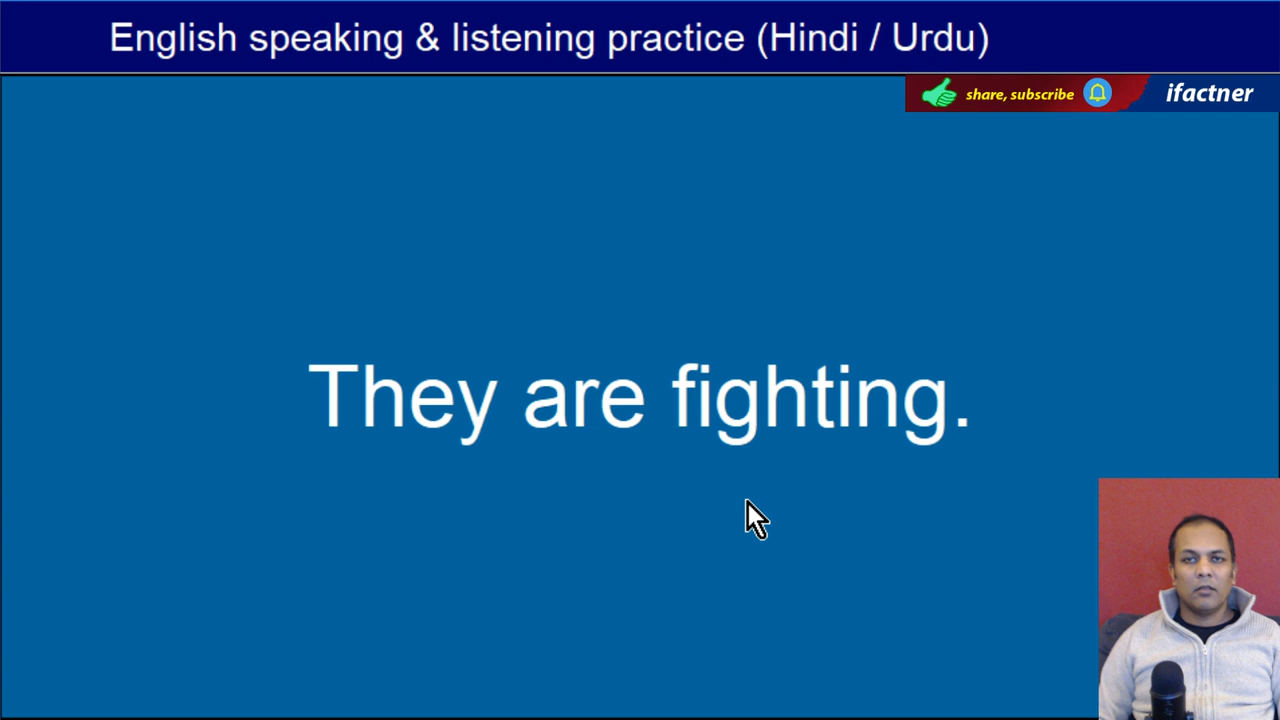 English speaking & listening practice (Hindi / Urdu)
share, subscribe
ifactner
They are fighting.